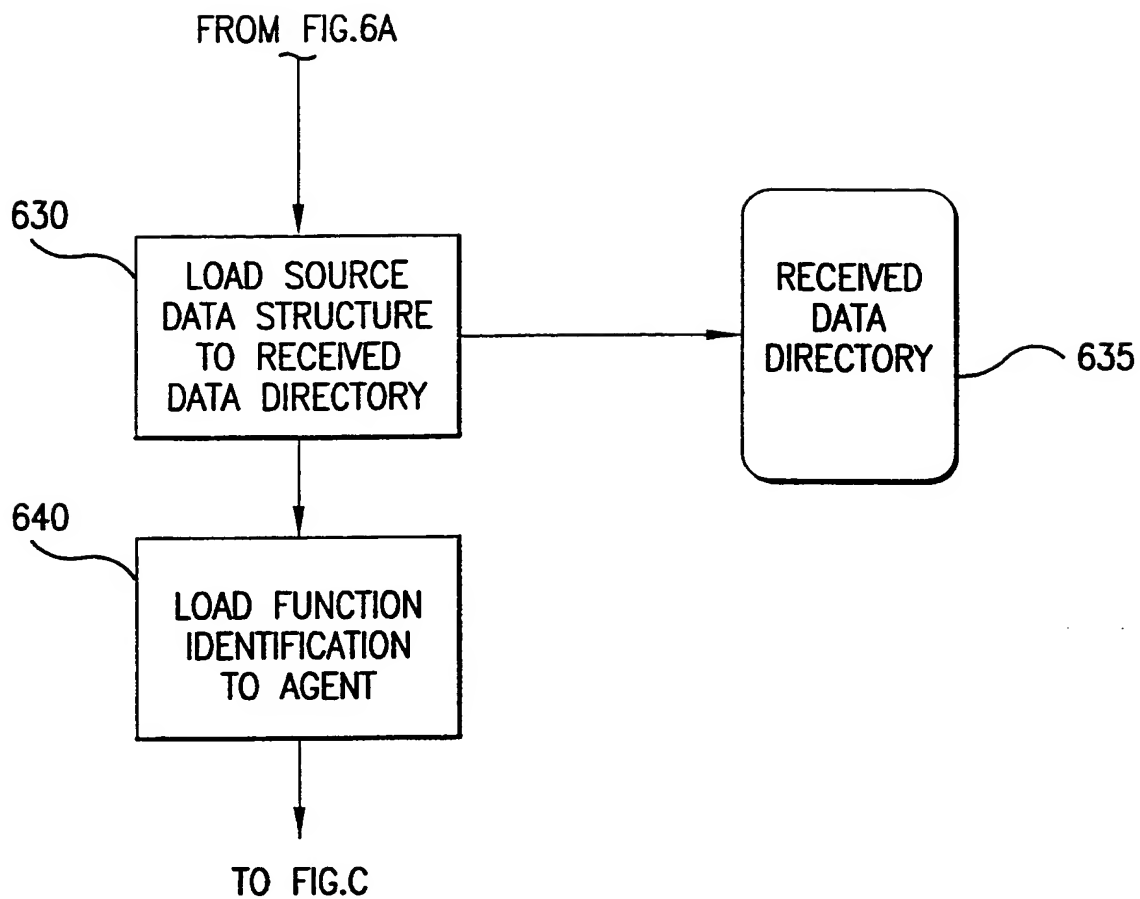 FROM FIG.6A
630
LOAD SOURCE
DATA STRUCTURE
TO RECEIVED
DATA DIRECTORY
RECEIVED
DATA
DIRECTORY
635
640
LOAD FUNCTION
IDENTIFICATION
TO AGENT
TO FIG.C